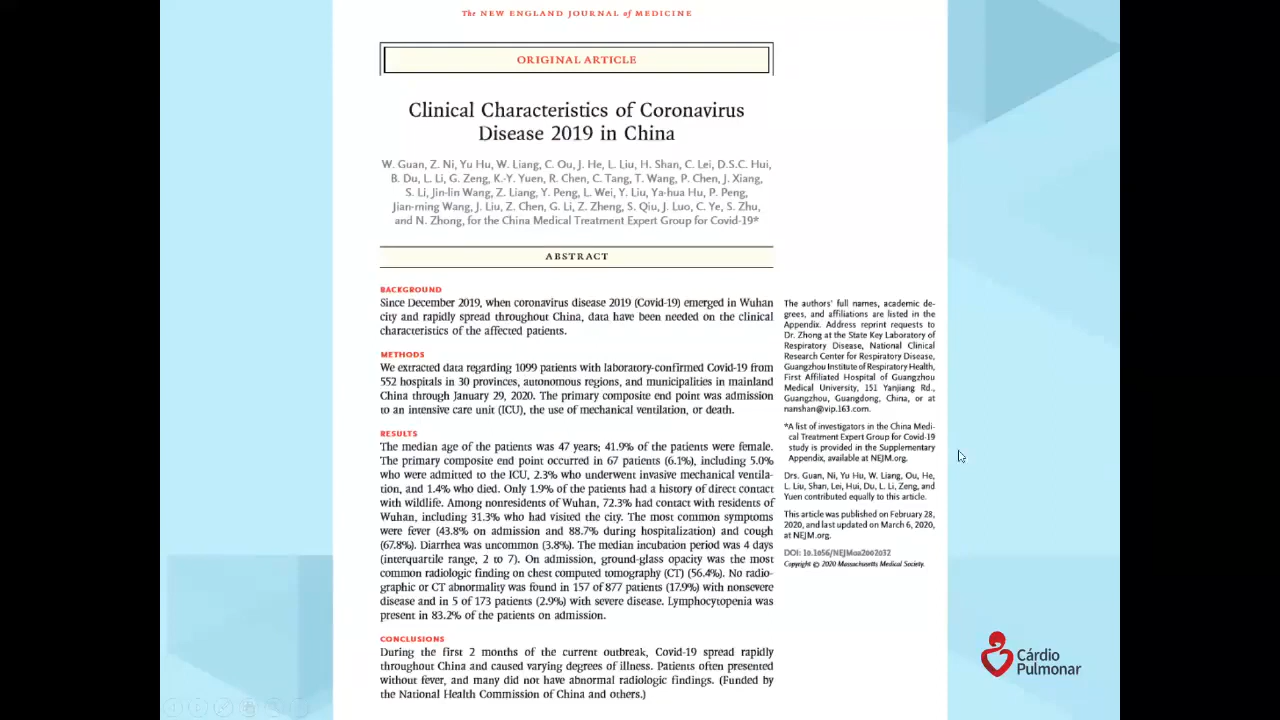 The NEW ENGLAND JOURNAL of MEDICINE
ORIGINAL ARTICLE
Clinical Characteristics of Coronavirus
Disease 2019 in China
W. Guan, Z. Ni, Yu Hu, W. Liang, C. Ou, J. He, L. Liu, H. Shan, C. Lei, D.S.C. Hui,
B. Du, L. Li, G. Zeng, K.-Y. Yuen, R. Chen, C. Tang, T. Wang, P. Chen, J. Xiang,
S. Li, Jin-lin Wang, Z. Liang, Y. Peng, L. Wei, Y. Liu, Ya-hua Hu, P. Peng,
Jian-ming Wang, J. Liu, Z. Chen, G. Li, Z. Zheng, S. Qiu, J. Luo, C. Ye, S. Zhu,
and N. Zhong, for the China Medical Treatment Expert Group for Covid-19*
ABSTRACT
BACKGROUND
Since December 2019, when coronavirus disease 2019 (Covid-19) emerged in Wuhan
city and rapidly spread throughout China, data have been needed on the clinical
characteristics of the affected patients.
METHODS
We extracted data regarding 1099 patients with laboratory-confirmed Covid-19 from
552 hospitals in 30 provinces, autonomous regions, and municipalities in mainland
China through January 29, 2020. The primary composite end point was admission
to an intensive care unit (ICU), the use of mechanical ventilation, or death.
RESULTS
The median age of the patients was 47 years; 41.9% of the patients were female.
The primary composite end point occurred in 67 patients (6.1%), including 5.0%
who were admitted to the ICU, 2.3% who underwent invasive mechanical ventila-
tion, and 1.4% who died. Only 1.9% of the patients had a history of direct contact
with wildlife. Among nonresidents of Wuhan, 72.3% had contact with residents of
Wuhan, including 31.3% who had visited the city. The most common symptoms
were fever (43.8% on admission and 88.7% during hospitalization) and cough
(67.8%). Diarrhea was uncommon (3.8%). The median incubation period was 4 days
(interquartile range, 2 to 7). On admission, ground-glass opacity was the most
common radiologic finding on chest computed tomography (CT) (56.4%). No radio-
graphic or CT abnormality was found in 157 of 877 patients (17.9%) with nonsevere
disease and in 5 of 173 patients (2.9%) with severe disease. Lymphocytopenia was
present in 83.2% of the patients on admission.
CONCLUSIONS
During the first 2 months of the current outbreak, Covid-19 spread rapidly
throughout China and caused varying degrees of illness. Patients often presented
without fever, and many did not have abnormal radiologic findings. (Funded by
the National Health Commission of China and others.)
The authors' full names, academic de-
grees, and affiliations are listed in the
Appendix. Address reprint requests to
Dr. Zhong at the State Key Laboratory of
Respiratory Disease, National Clinical
Research Center for Respiratory Disease,
Guangzhou Institute of Respiratory Health,
First Affiliated Hospital of Guangzhou
Medical University, 151 Yanjiang Rd.,
Guangzhou, Guangdong, China, or at
nanshan@vip.163.com.
*A list of investigators in the China Medi-
cal Treatment Expert Group for Covid-19
study is provided in the Supplementary
Appendix, available at NEJM.org.
Drs. Guan, Ni, Yu Hu, W. Liang, Ou, He,
L. Liu, Shan, Lei, Hui, Du, L. Li, Zeng, and
Yuen contributed equally to this article.
This article was published on February 28,
2020, and last updated on March 6, 2020,
at NEJM.org.
DOI: 10.1056/NEJMoa2002032
Copyright © 2020 Massachusetts Medical Society.
Cárdio
Pulmonar